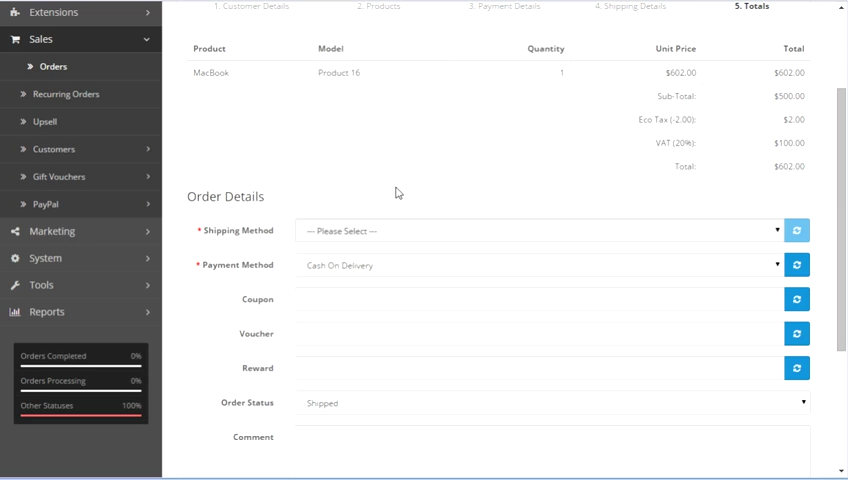 Extensions
Sales
Orders
Recurring Orders
Upsell
Customers
Gift Vouchers
PayPal
Marketing
System
Tools
Reports
Orders Completed 0%
Orders Processing 0%
Other Statuses 100%
1. Customer Details 2. Products 3. Payment Details 4. Shipping Details 5. Totals
Product Model Quantity Unit Price Total
MacBook Product 16 1 $602.00 $602.00
Sub-Total: $500.00
Eco Tax (-2.00): $2.00
VAT (20%): $100.00
Total: $602.00
Order Details
* Shipping Method --- Please Select ---
* Payment Method Cash On Delivery
Coupon
Voucher
Reward
Order Status Shipped
Comment